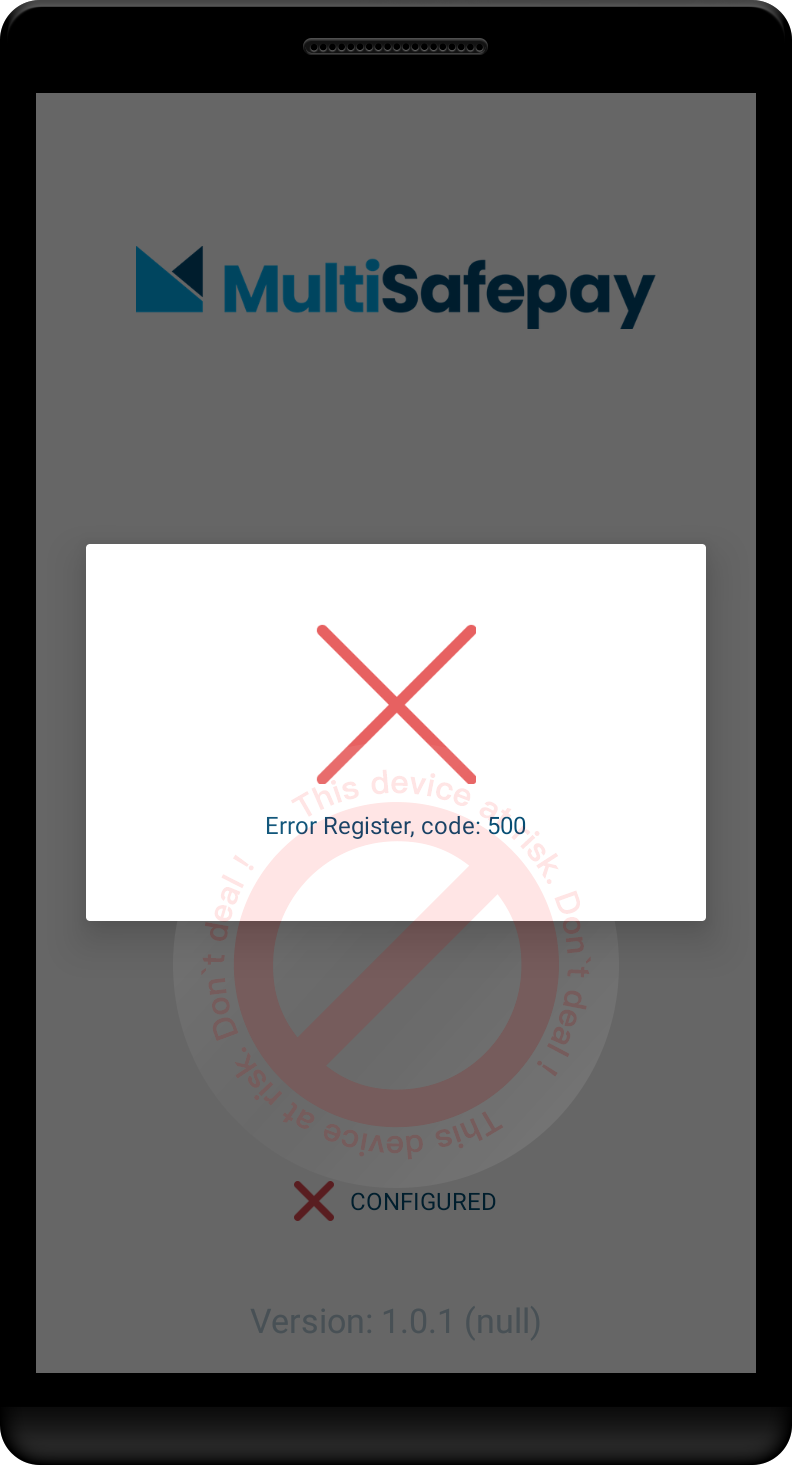 MultiSafepay
Error Register, code: 500
This device at risk. Don`t deal !
This device at risk. Don`t deal !
CONFIGURED
Version: 1.0.1 (null)